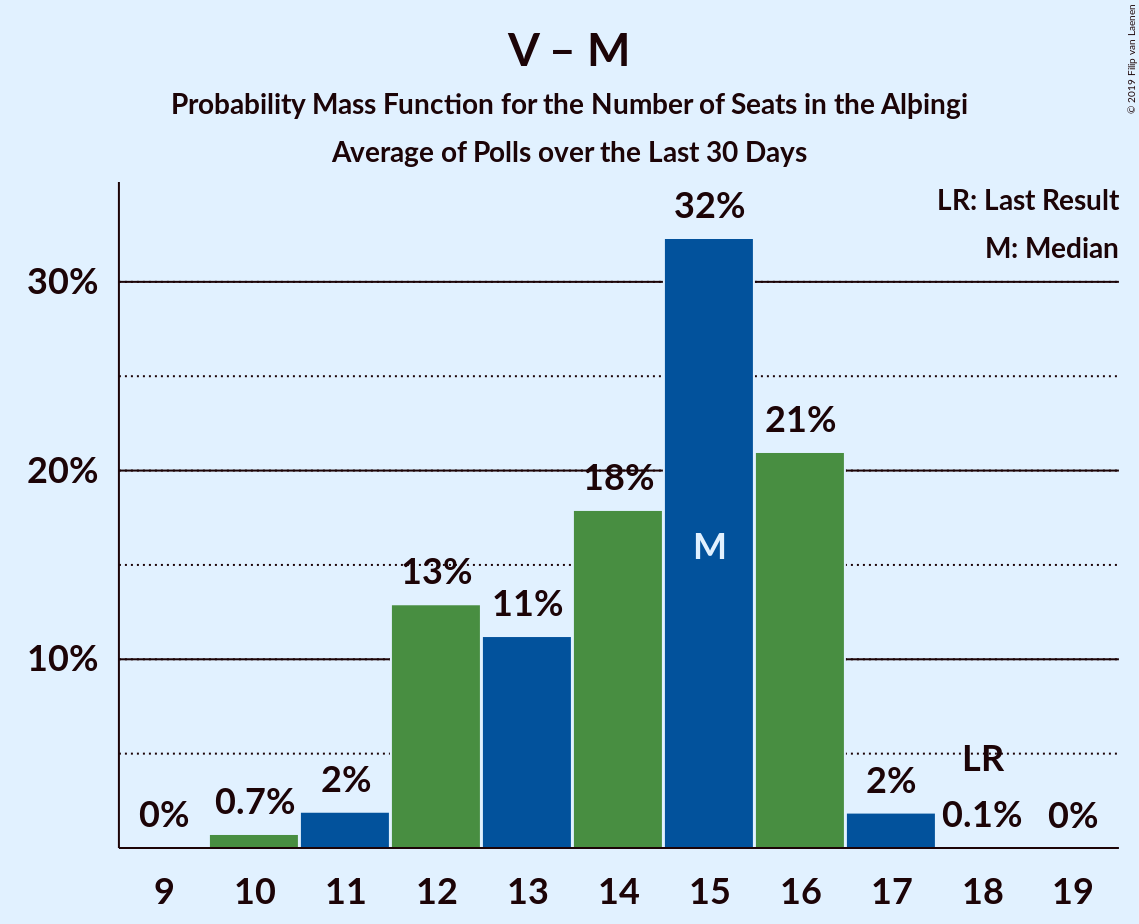 V – M
Probability Mass Function for the Number of Seats in the Alþingi
Average of Polls over the Last 30 Days
© 2019 Filip van Laenen
LR: Last Result
M: Median
30%
20%
10%
0%
0.7%
2%
13%
11%
18%
32%
M
21%
2%
LR
0.1%
0%
9 10 11 12 13 14 15 16 17 18 19